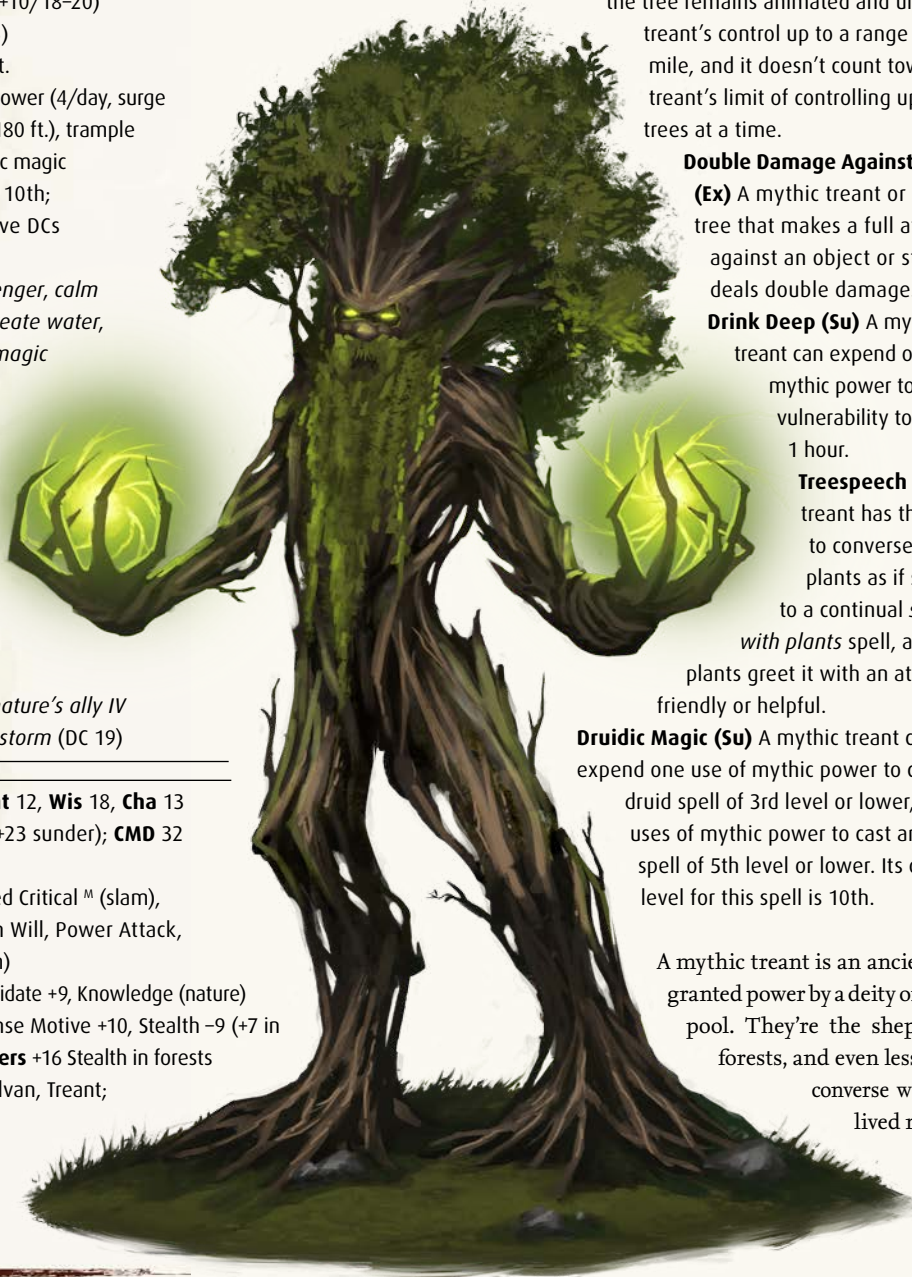 +10/18–20)
)
t.
ower (4/day, surge
180 ft.), trample
ic magic
10th;
ve DCs
enger, calm
eate water,
magic
ature's ally IV
storm (DC 19)
t 12, Wis 18, Cha 13
+23 sunder); CMD 32
ed Critical ᴹ (slam),
n Will, Power Attack,
n)
idate +9, Knowledge (nature)
nse Motive +10, Stealth –9 (+7 in
ers +16 Stealth in forests
lvan, Treant;
the tree remains animated and un
treant's control up to a range
mile, and it doesn't count tow
treant's limit of controlling up
trees at a time.
Double Damage Against
(Ex) A mythic treant or
tree that makes a full a
against an object or s
deals double damage
Drink Deep (Su) A my
treant can expend o
mythic power to
vulnerability to
1 hour.
Treespeech
treant has th
to converse
plants as if s
to a continual s
with plants spell, a
plants greet it with an at
friendly or helpful.
Druidic Magic (Su) A mythic treant c
expend one use of mythic power to c
druid spell of 3rd level or lower,
uses of mythic power to cast an
spell of 5th level or lower. Its c
level for this spell is 10th.
A mythic treant is an ancie
granted power by a deity or
pool. They're the shep
forests, and even less
converse w
lived r